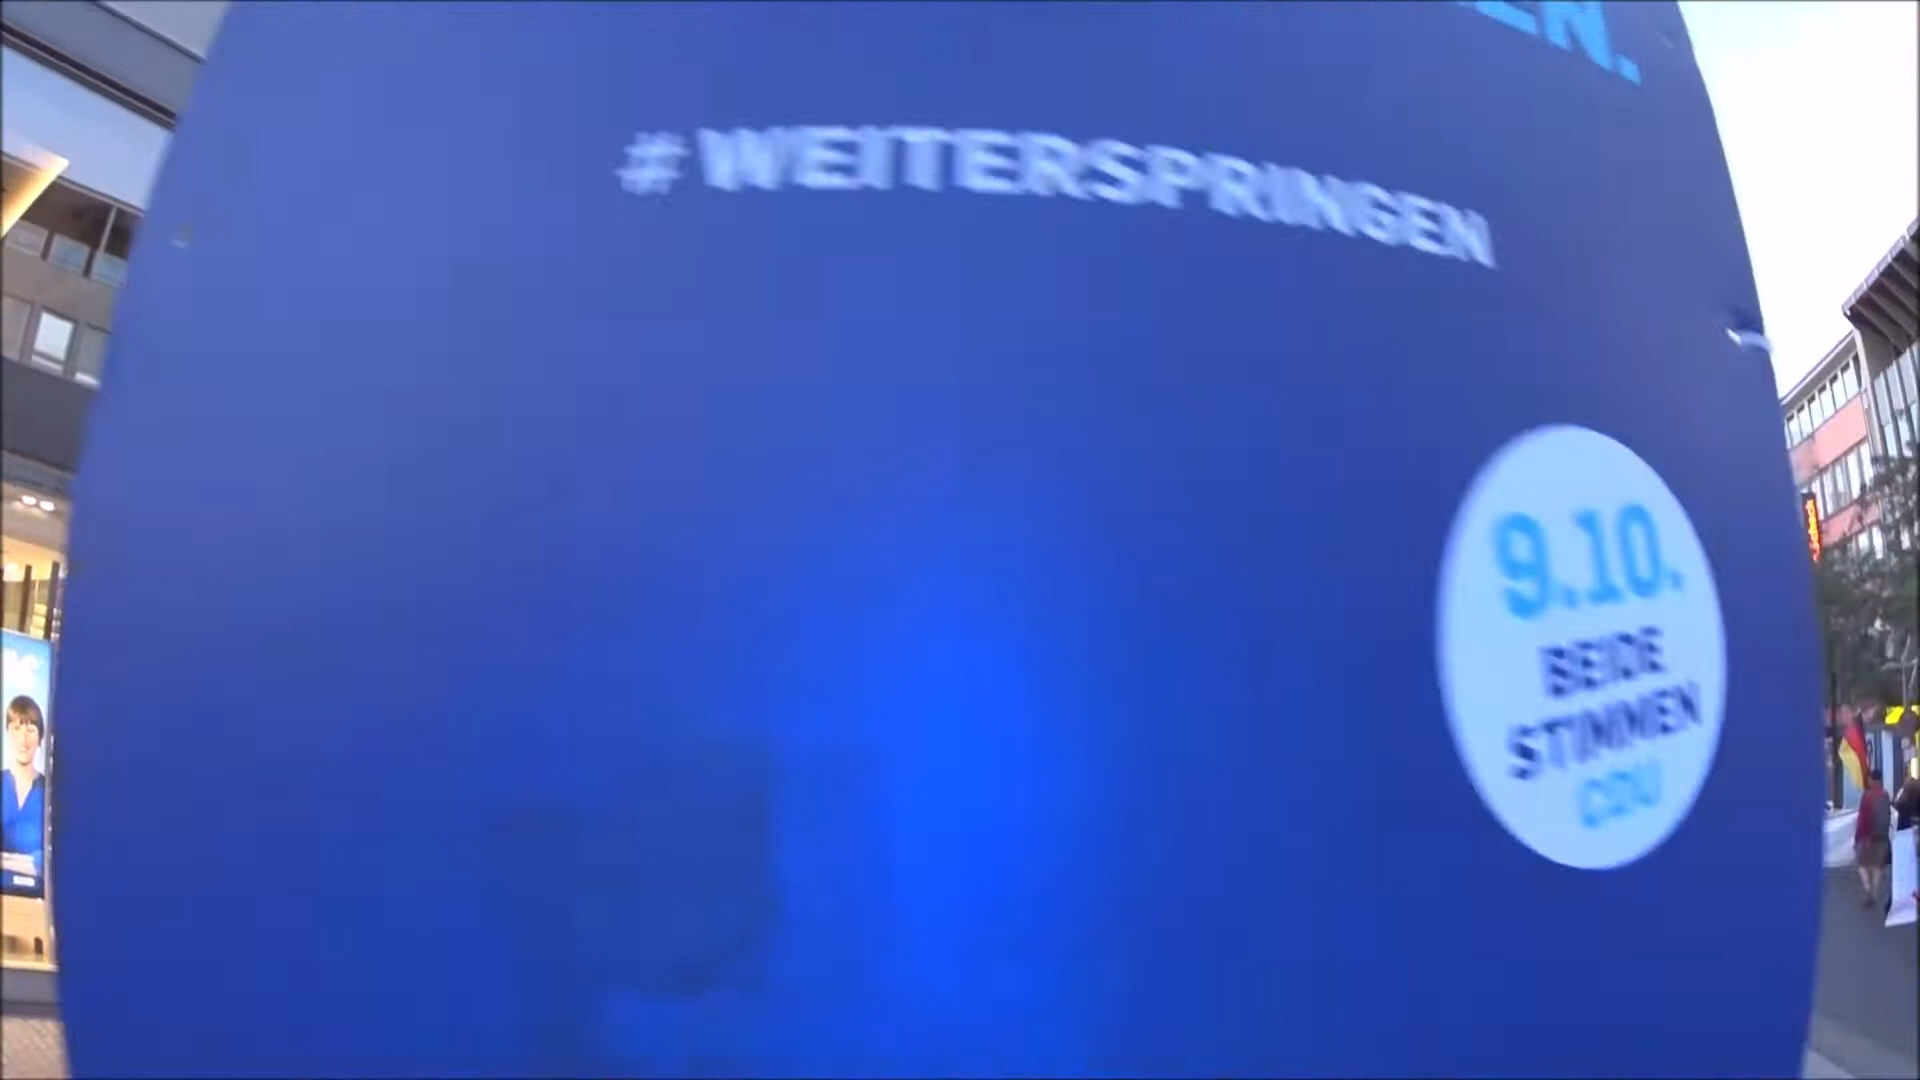 #WEITERSPRINGEN
9.10.
BEIDE
STIMMEN
CDU